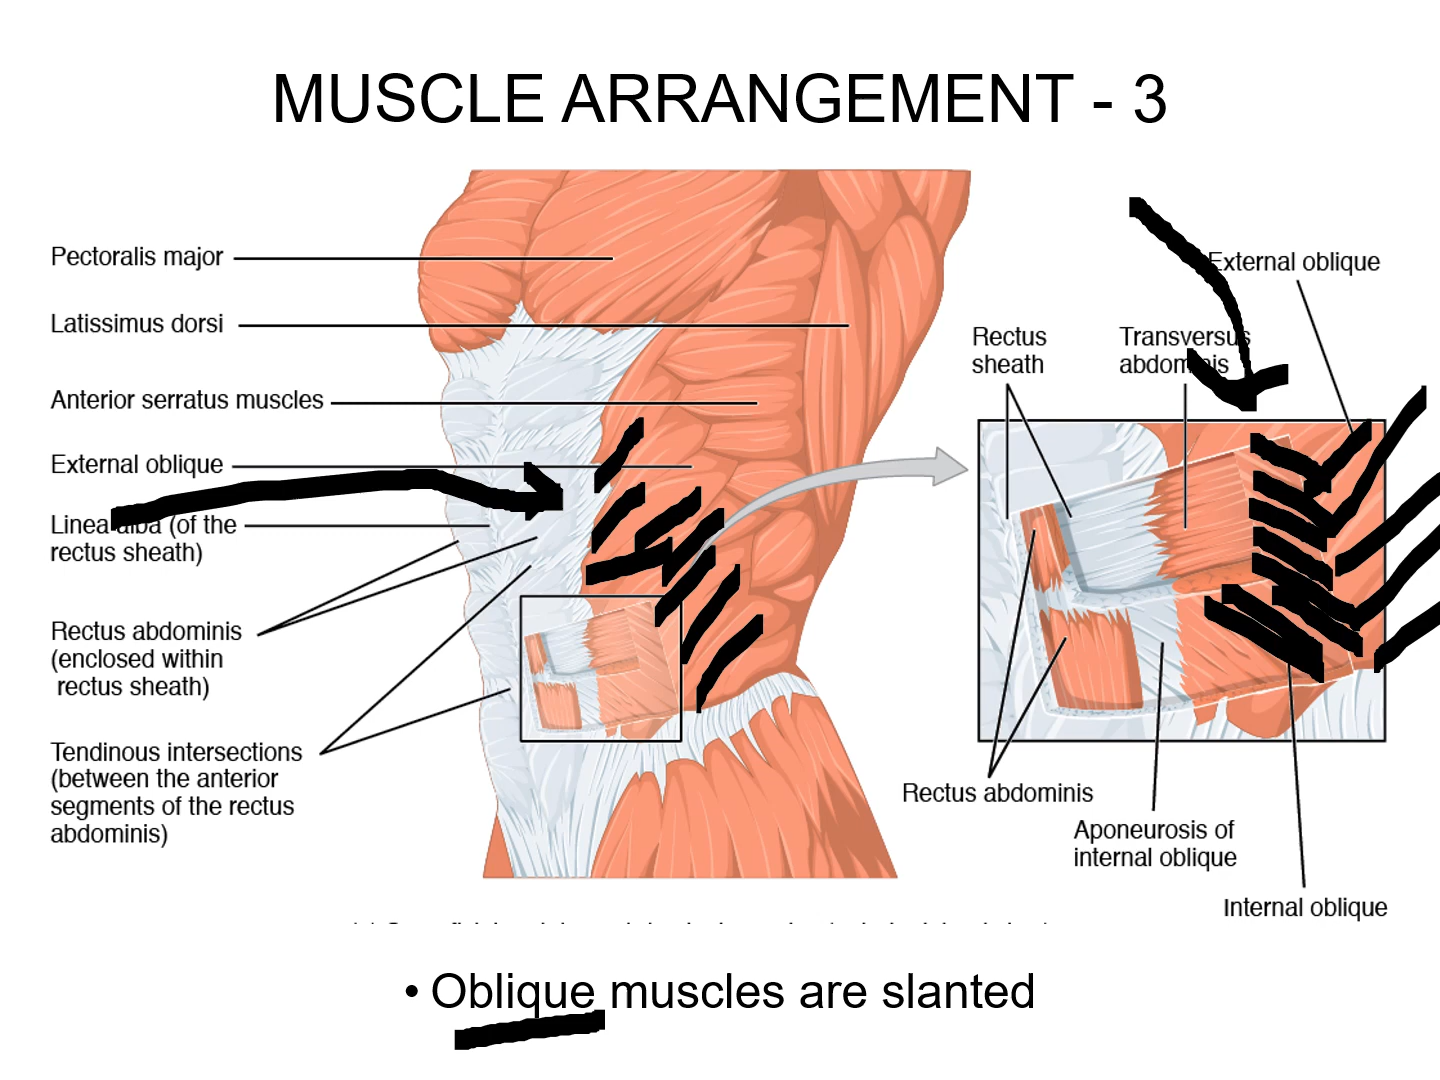 MUSCLE ARRANGEMENT - 3
Pectoralis major
Latissimus dorsi
Anterior serratus muscles
External oblique
Linea alba (of the
rectus sheath)
Rectus abdominis
(enclosed within
rectus sheath)
Tendinous intersections
(between the anterior
segments of the rectus
abdominis)
External oblique
Rectus
sheath
Transversus
abdominis
Rectus abdominis
Aponeurosis of
internal oblique
Internal oblique
• Oblique muscles are slanted